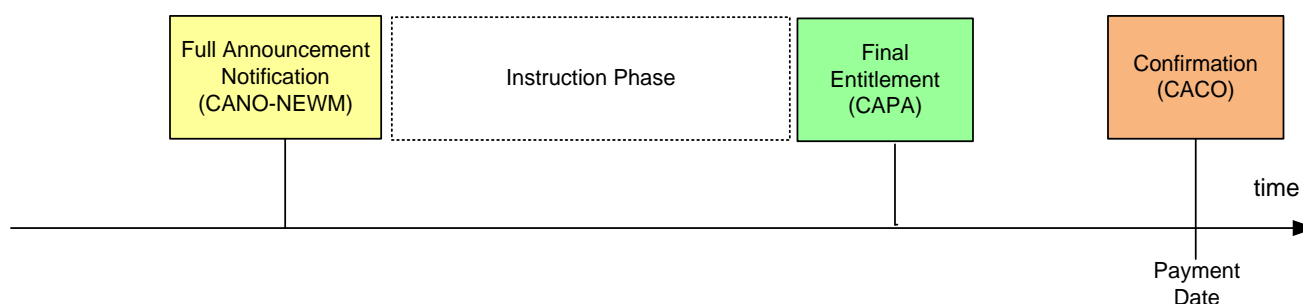 Full Announcement
Notification
(CANO-NEWM)
Instruction Phase
Final
Entitlement
(CAPA)
Confirmation
(CACO)
time
Payment
Date